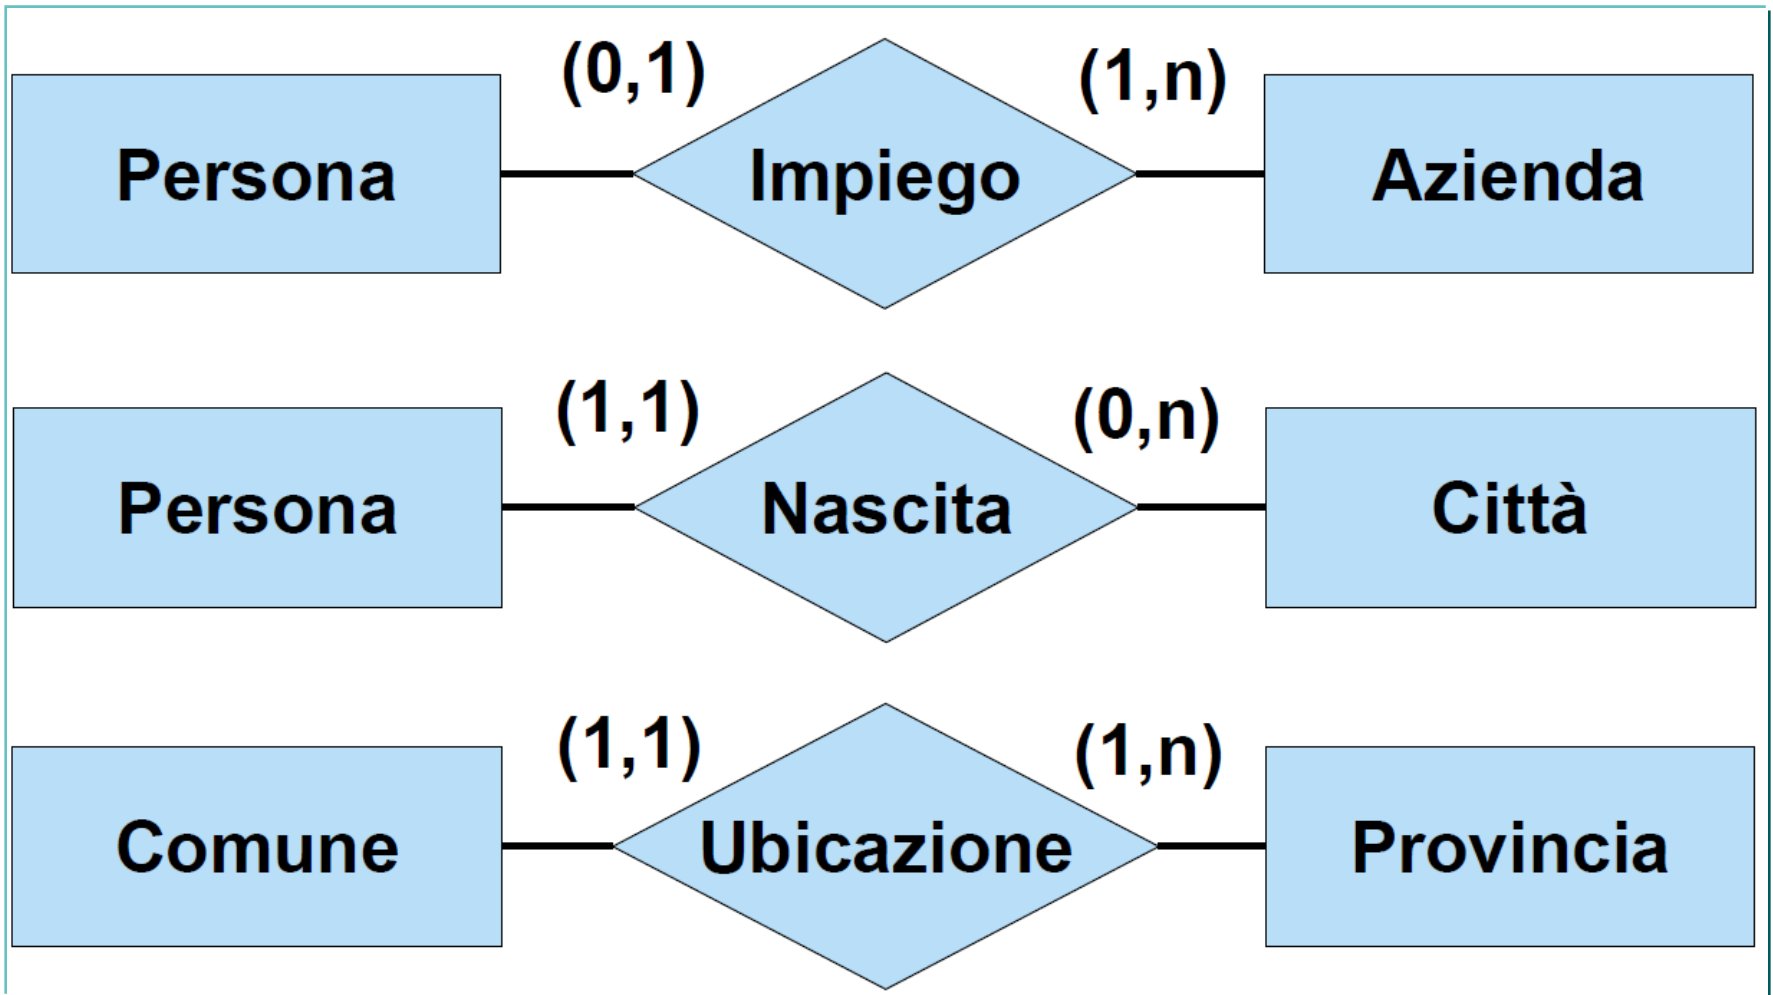 (0,1) (1,n)
Persona Impiego Azienda
(1,1) (0,n)
Persona Nascita Città
(1,1) (1,n)
Comune Ubicazione Provincia